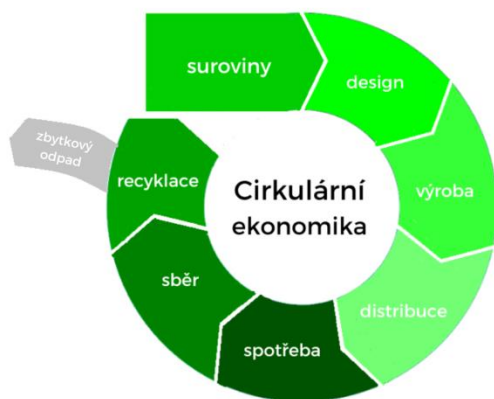 suroviny
design
výroba
distribuce
spotřeba
sběr
recyklace
zbytkový
odpad
Cirkulární
ekonomika